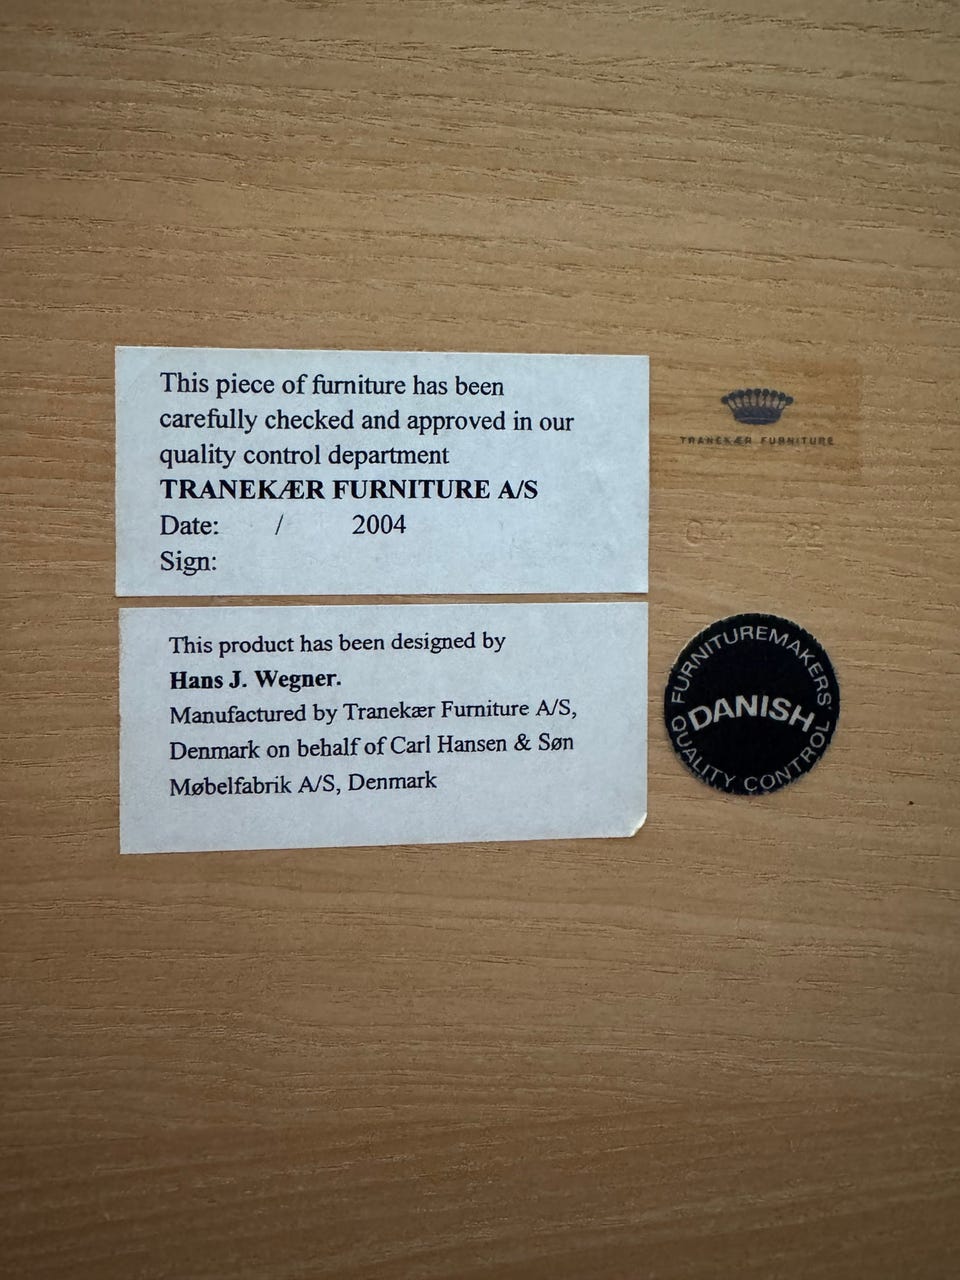 This piece of furniture has been
carefully checked and approved in our
quality control department
TRANEKÆR FURNITURE A/S
Date: / 2004
Sign:
TRANEKÆR FURNITURE
This product has been designed by
Hans J. Wegner.
Manufactured by Tranekær Furniture A/S,
Denmark on behalf of Carl Hansen & Søn
Møbelfabrik A/S, Denmark
FURNITUREMAKERS'
DANISH
QUALITY CONTROL